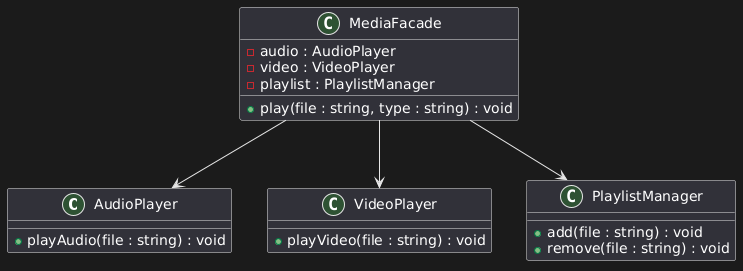 C MediaFacade
audio : AudioPlayer
video : VideoPlayer
playlist : PlaylistManager
play(file : string, type : string) : void
C AudioPlayer
playAudio(file : string) : void
C VideoPlayer
playVideo(file : string) : void
C PlaylistManager
add(file : string) : void
remove(file : string) : void